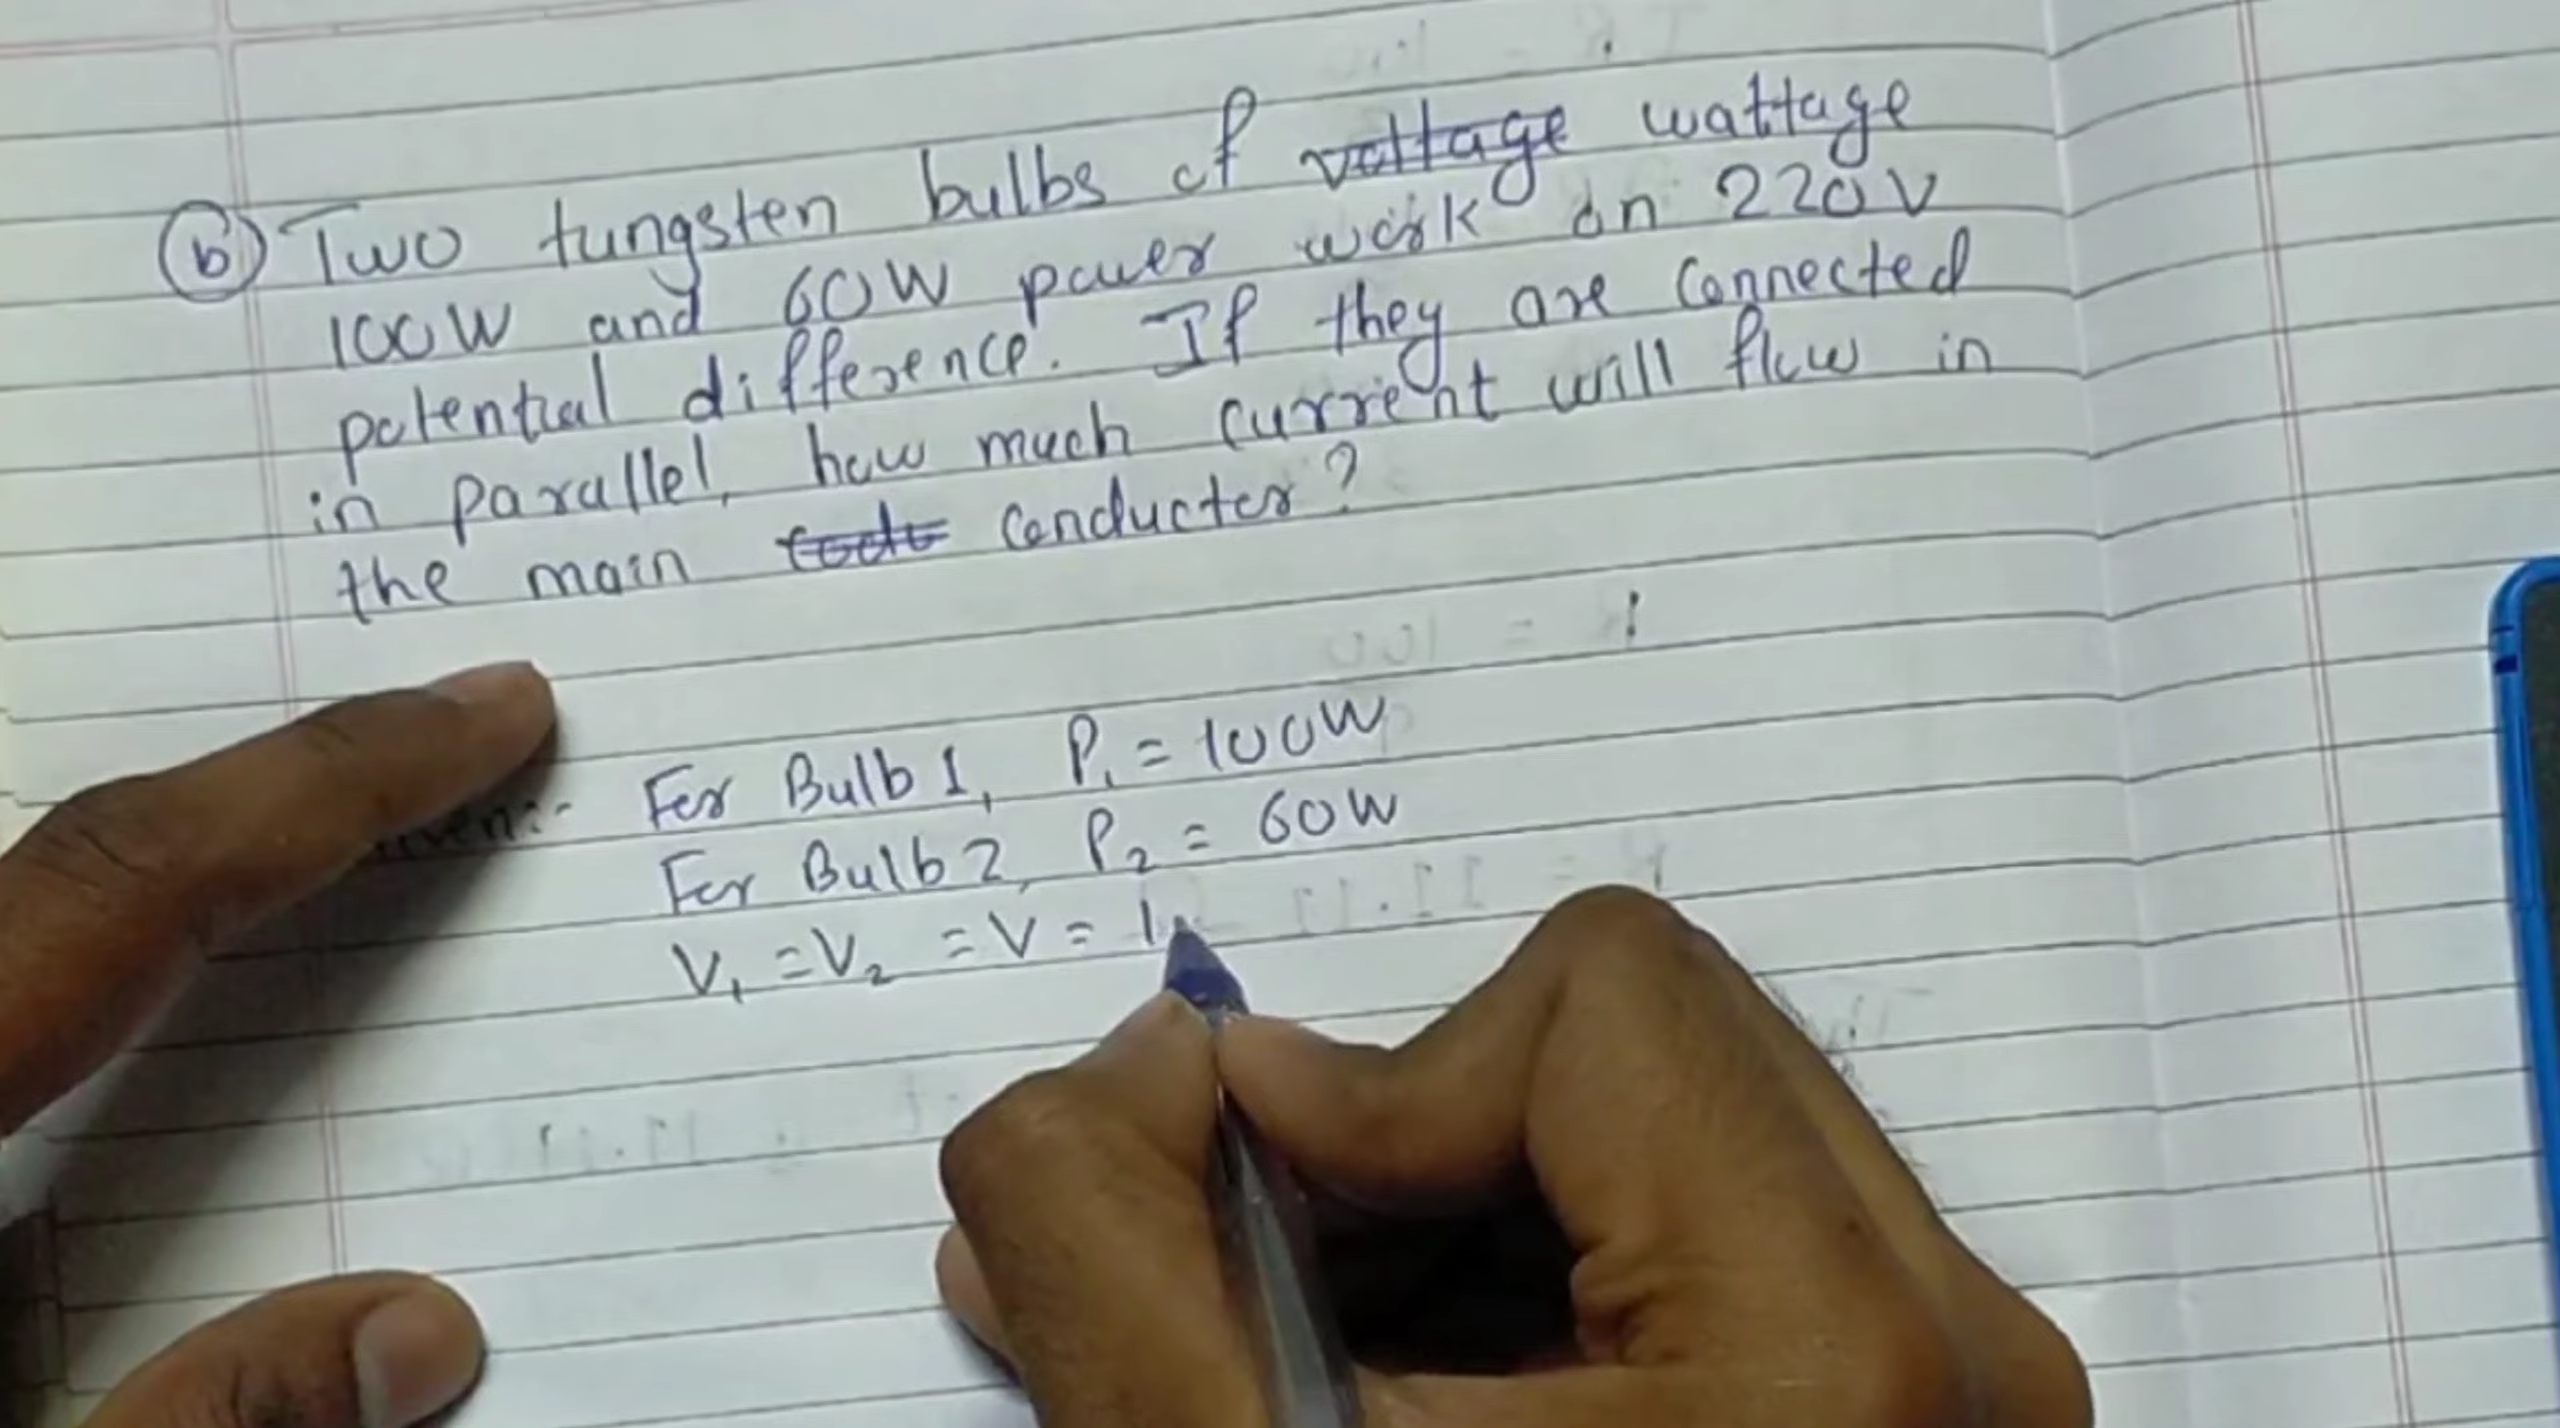 (b) Two tungsten bulbs of voltage wattage
100W and 60W power work on 220V
potential difference. If they are connected
in parallel, how much current will flow in
the main conductor?
For Bulb 1, P₁ = 100W
For Bulb 2, P₂ = 60W
V₁ = V₂ = V = 1